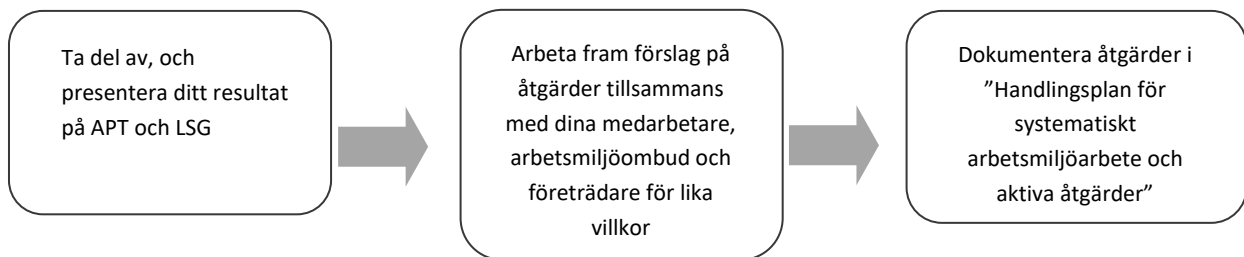 Ta del av, och
presentera ditt resultat
på APT och LSG
Arbeta fram förslag på
åtgärder tillsammans
med dina medarbetare,
arbetsmiljöombud och
företrädare för lika
villkor
Dokumentera åtgärder i
”Handlingsplan för
systematiskt
arbetsmiljöarbete och
aktiva åtgärder”